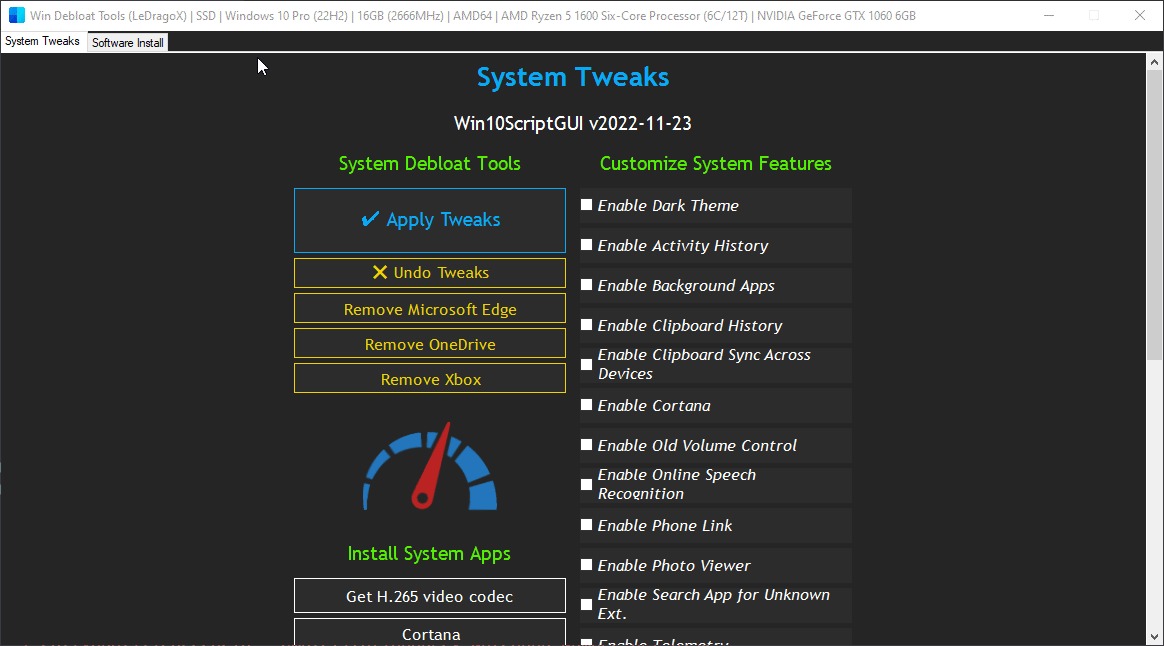 Win Debloat Tools (LeDragoX) | SSD | Windows 10 Pro (22H2) | 16GB (2666MHz) | AMD64 | AMD Ryzen 5 1600 Six-Core Processor (6C/12T) | NVIDIA GeForce GTX 1060 6GB
System Tweaks
Software Install
System Tweaks
Win10ScriptGUI v2022-11-23
System Debloat Tools
✔ Apply Tweaks
❌ Undo Tweaks
Remove Microsoft Edge
Remove OneDrive
Remove Xbox
Install System Apps
Get H.265 video codec
Cortana
Customize System Features
Enable Dark Theme
Enable Activity History
Enable Background Apps
Enable Clipboard History
Enable Clipboard Sync Across
Devices
Enable Cortana
Enable Old Volume Control
Enable Online Speech
Recognition
Enable Phone Link
Enable Photo Viewer
Enable Search App for Unknown
Ext.
Enable Telemetry